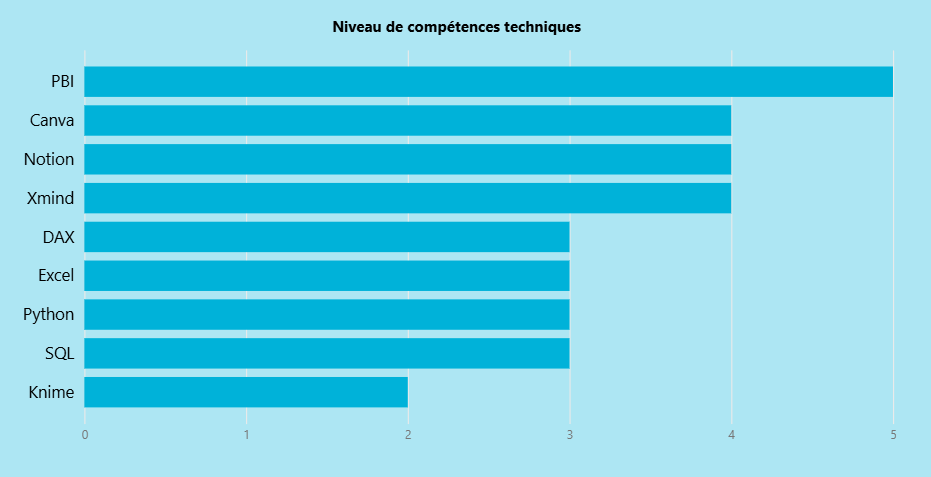 Niveau de compétences techniques
PBI
Canva
Notion
Xmind
DAX
Excel
Python
SQL
Knime
0 1 2 3 4 5